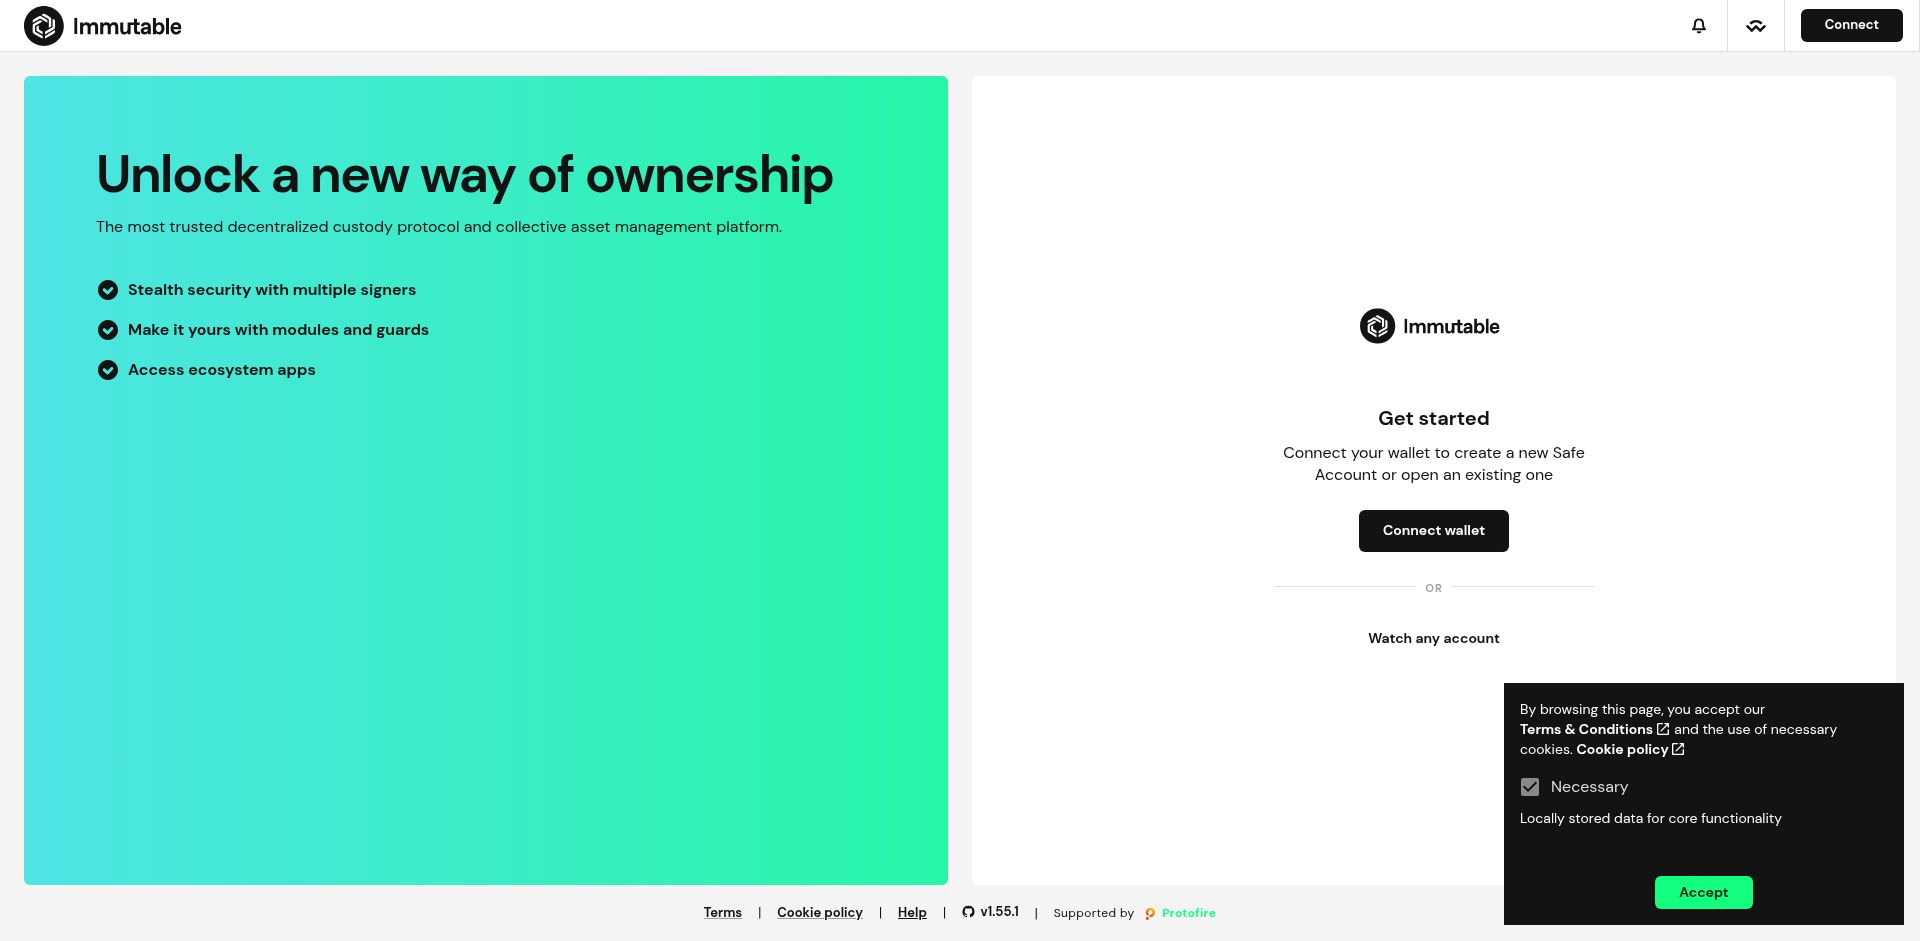 Immutable
Connect
Unlock a new way of ownership
The most trusted decentralized custody protocol and collective asset management platform.
Stealth security with multiple signers
Make it yours with modules and guards
Access ecosystem apps
Immutable
Get started
Connect your wallet to create a new Safe
Account or open an existing one
Connect wallet
OR
Watch any account
By browsing this page, you accept our
Terms & Conditions and the use of necessary
cookies. Cookie policy
Necessary
Locally stored data for core functionality
Accept
Terms | Cookie policy | Help | v1.55.1 | Supported by Protofire